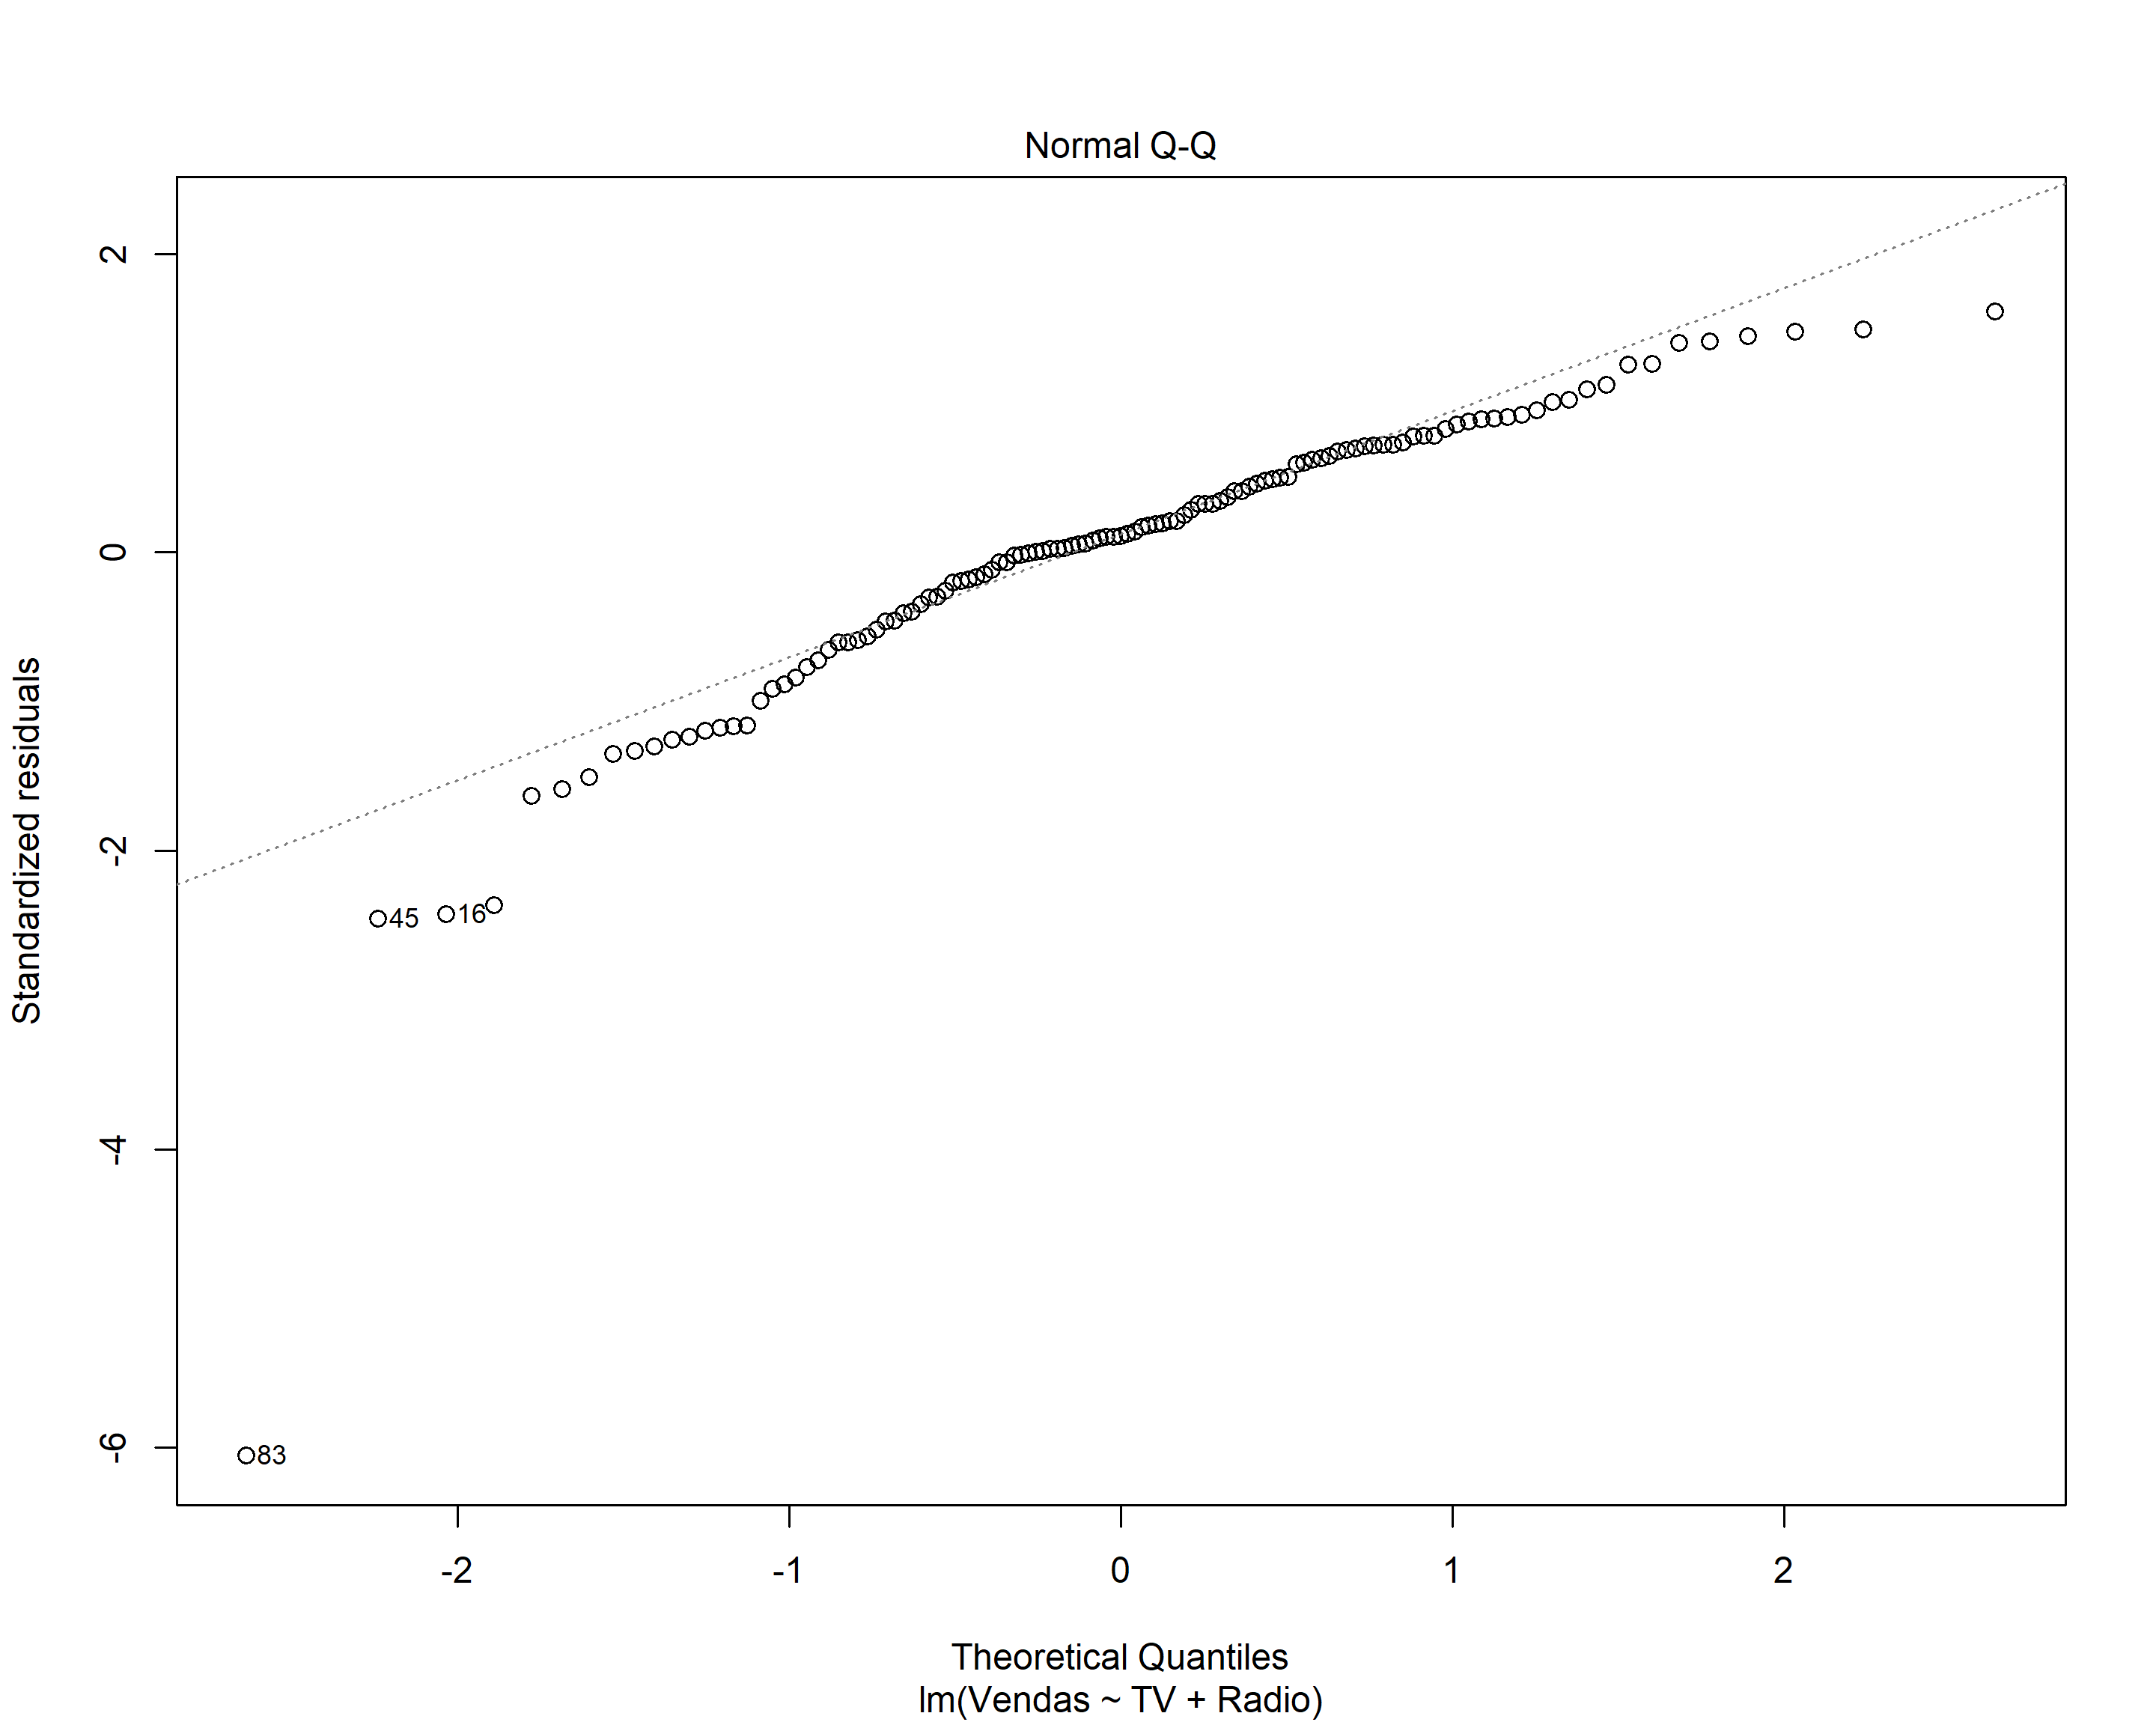 Normal Q-Q
Standardized residuals
2
0
-2
-4
-6
45
16
83
-2 -1 0 1 2
Theoretical Quantiles
lm(Vendas ~ TV + Radio)